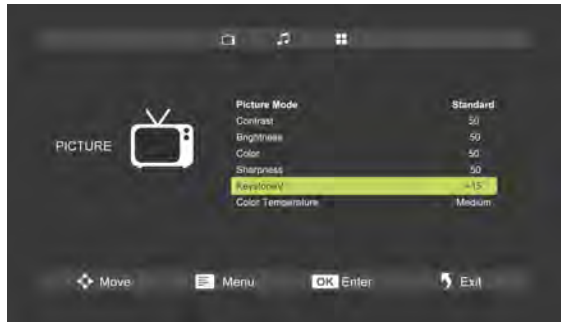 PICTURE
Picture Mode Standard
Contrast 50
Brightness 50
Color 50
Sharpness 50
KeystoneV
Color Temperature Medium
Move Menu OK Enter Exit